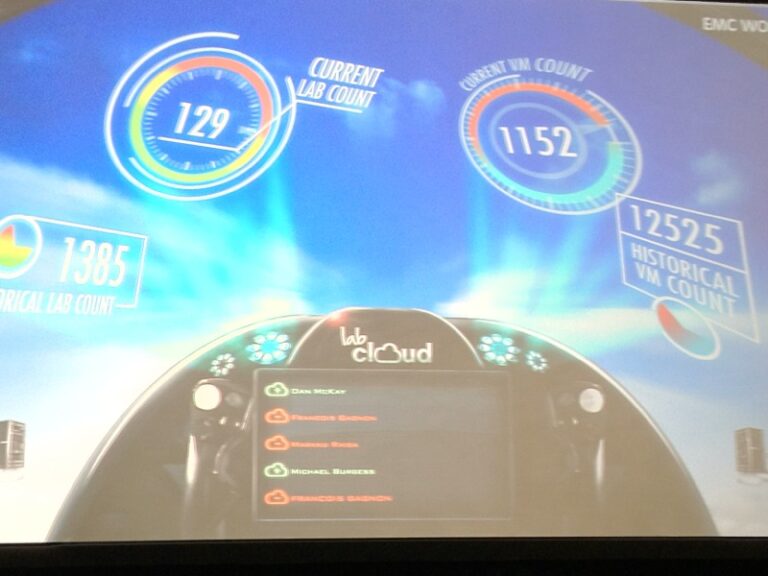 EMC WO
CURRENT
LAB COUNT
129
CURRENT VM COUNT
1152
1385
ORICAL LAB COUNT
12525
HISTORICAL
VM COUNT
lab
cloud
DAN MCKAY
FRANCOIS GAGNON
MICHAEL BURGESS
FRANCOIS GAGNON